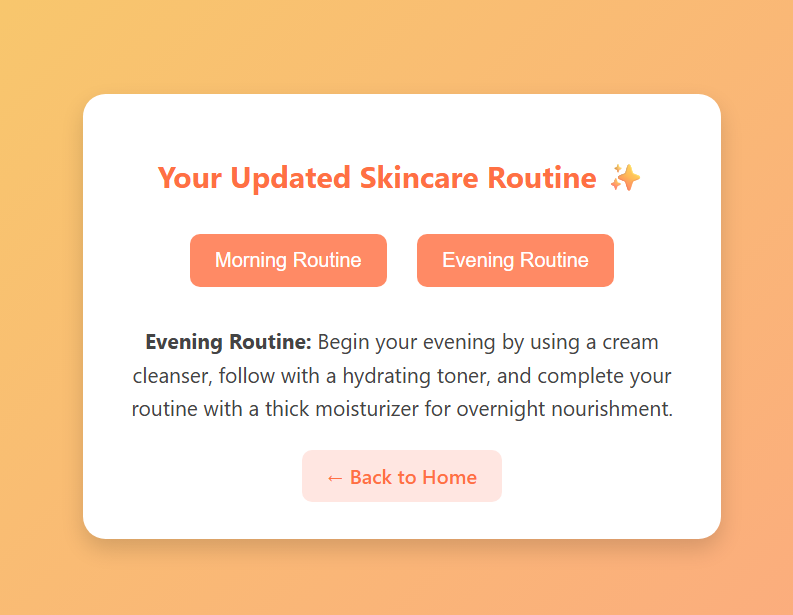 Your Updated Skincare Routine ✨
Morning Routine
Evening Routine
Evening Routine: Begin your evening by using a cream
cleanser, follow with a hydrating toner, and complete your
routine with a thick moisturizer for overnight nourishment.
← Back to Home